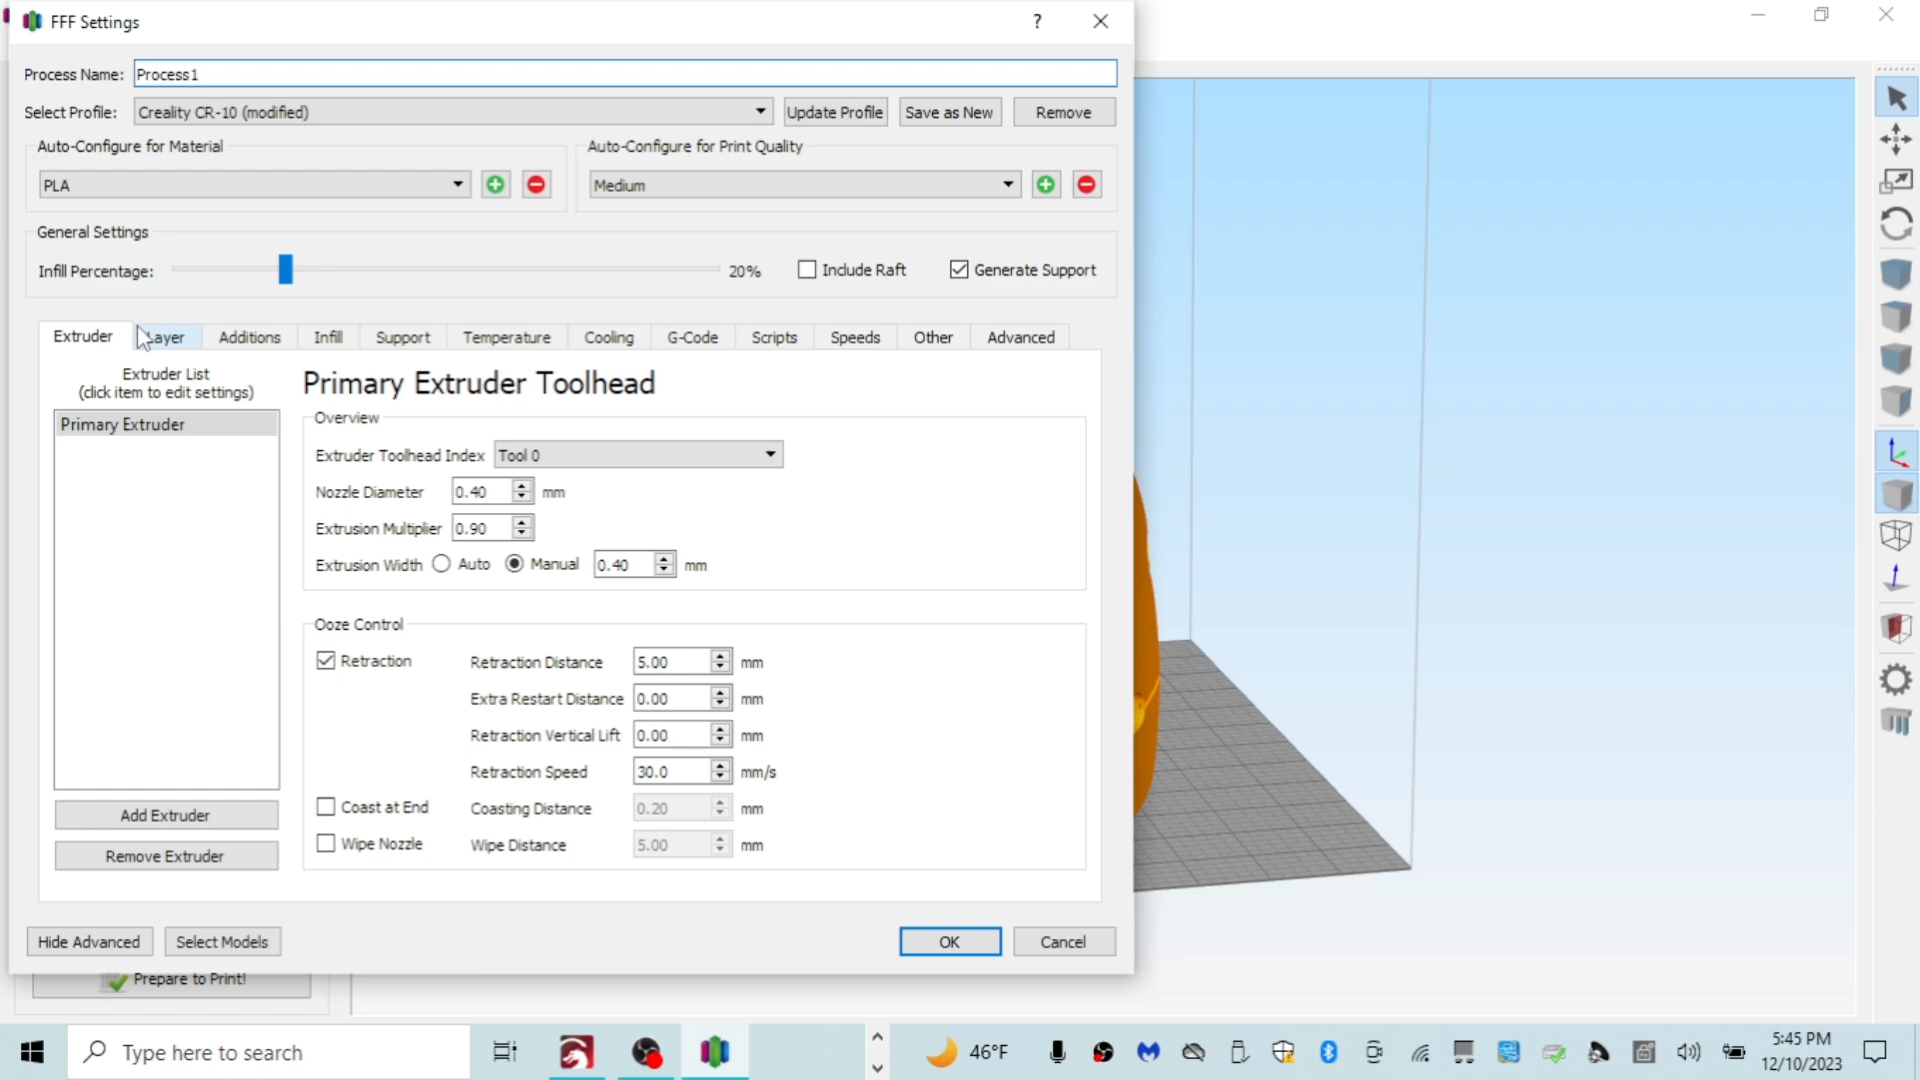 FFF Settings ?
Process Name: Process1
Select Profile: Creality CR-10 (modified) Update Profile Save as New Remove
Auto-Configure for Material Auto-Configure for Print Quality
PLA Medium
General Settings
Infill Percentage: 20% Include Raft Generate Support
Extruder Layer Additions Infill Support Temperature Cooling G-Code Scripts Speeds Other Advanced
Extruder List
(click item to edit settings)
Primary Extruder
Add Extruder
Remove Extruder
Primary Extruder Toolhead
Overview
Extruder Toolhead Index Tool 0
Nozzle Diameter 0.40 mm
Extrusion Multiplier 0.90
Extrusion Width Auto Manual 0.40 mm
Ooze Control
Retraction Retraction Distance 5.00 mm
Extra Restart Distance 0.00 mm
Retraction Vertical Lift 0.00 mm
Retraction Speed 30.0 mm/s
Coast at End Coasting Distance 0.20 mm
Wipe Nozzle Wipe Distance 5.00 mm
Hide Advanced Select Models OK Cancel
Prepare to Print!
Type here to search 46°F 5:45 PM
12/10/2023